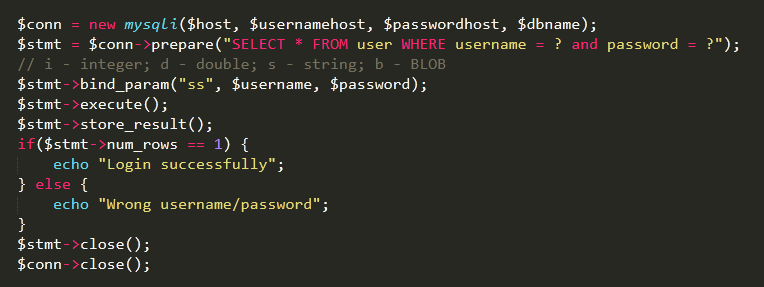 $conn = new mysqli($host, $usernamehost, $passwordhost, $dbname);
$stmt = $conn->prepare("SELECT * FROM user WHERE username = ? and password = ?");
// i - integer; d - double; s - string; b - BLOB
$stmt->bind_param("ss", $username, $password);
$stmt->execute();
$stmt->store_result();
if($stmt->num_rows == 1) {
    echo "Login successfully";
} else {
    echo "Wrong username/password";
}
$stmt->close();
$conn->close();